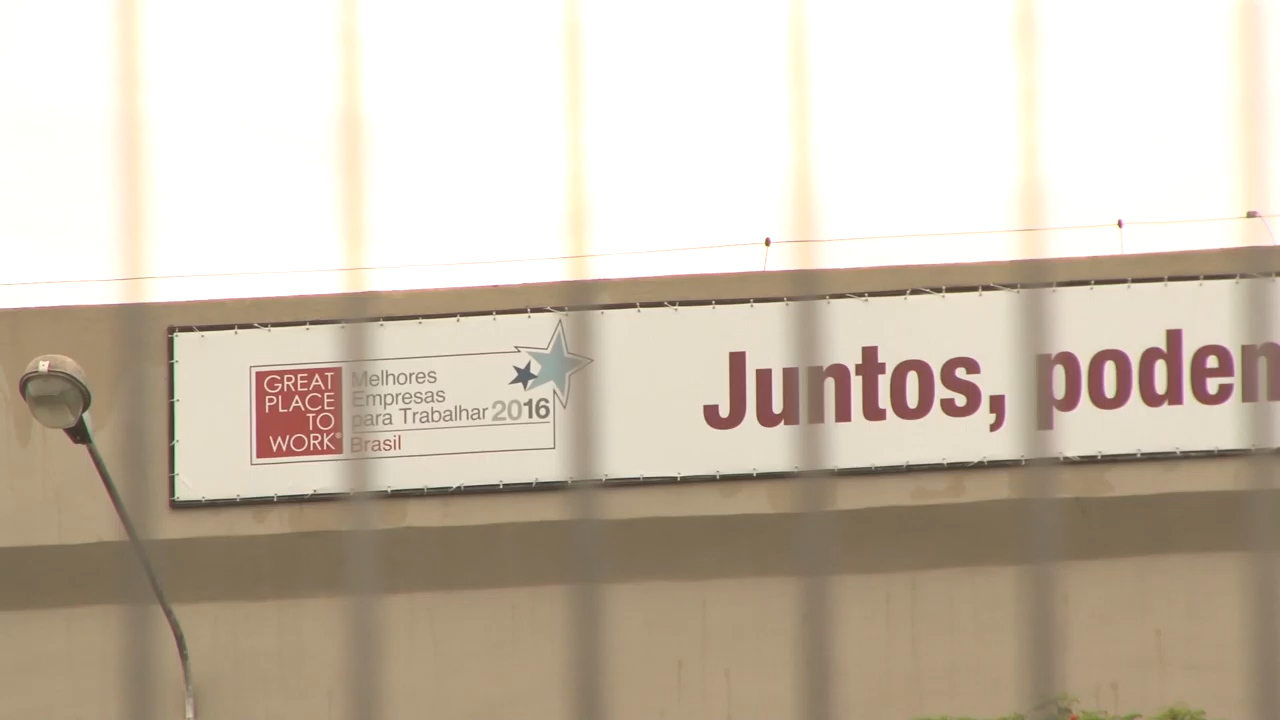 GREAT
PLACE
TO
WORK®
Melhores
Empresas
para Trabalhar 2016
Brasil
Juntos,